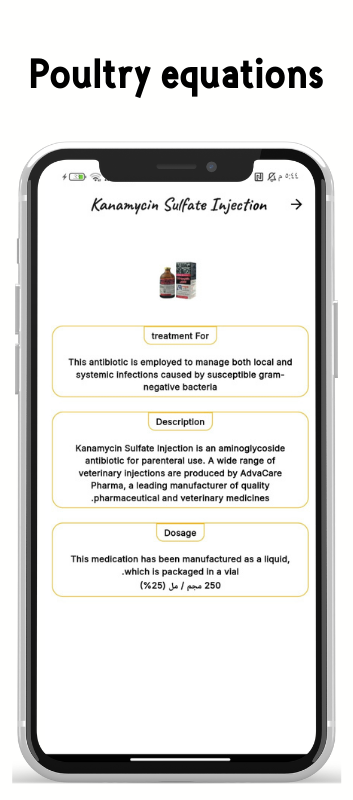 Poultry equations
٥:٤٤ م
Kanamycin Sulfate Injection
treatment For
This antibiotic is employed to manage both local and
systemic infections caused by susceptible gram-
negative bacteria
Description
Kanamycin Sulfate Injection is an aminoglycoside
antibiotic for parenteral use. A wide range of
veterinary injections are produced by AdvaCare
Pharma, a leading manufacturer of quality
.pharmaceutical and veterinary medicines
Dosage
This medication has been manufactured as a liquid,
.which is packaged in a vial
250 مجم / مل (25%)